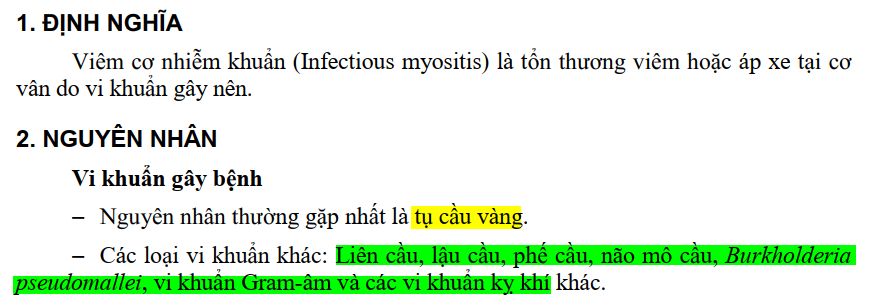 1. ĐỊNH NGHĨA
Viêm cơ nhiễm khuẩn (Infectious myositis) là tổn thương viêm hoặc áp xe tại cơ
vân do vi khuẩn gây nên.
2. NGUYÊN NHÂN
Vi khuẩn gây bệnh
– Nguyên nhân thường gặp nhất là tụ cầu vàng.
– Các loại vi khuẩn khác: Liên cầu, lậu cầu, phế cầu, não mô cầu, Burkholderia
pseudomallei, vi khuẩn Gram-âm và các vi khuẩn kỵ khí khác.